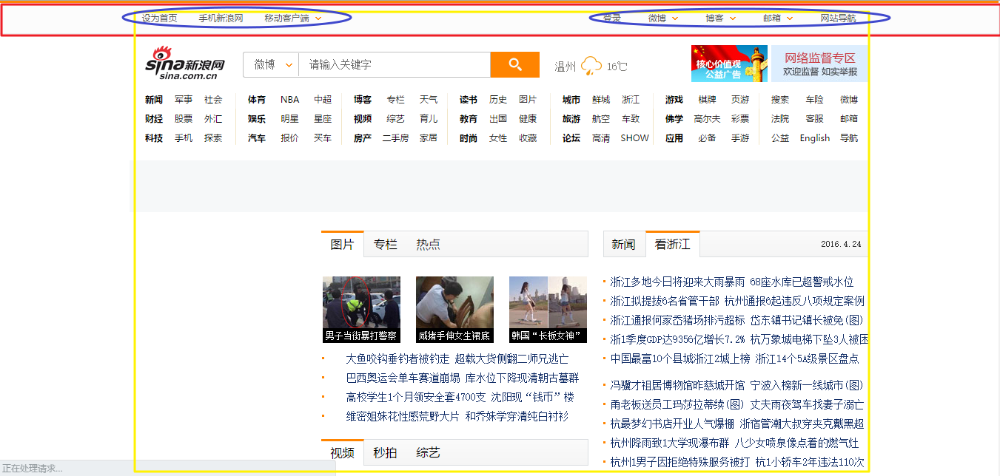 设为首页 手机新浪网 移动客户端 登录 微博 博客 邮箱 网站导航
sina新浪网
sina.com.cn
微博 请输入关键字 温州 16℃
核心价值观
公益广告
网络监督专区
欢迎监督 如实举报
新闻 军事 社会 体育 NBA 中超 博客 专栏 天气 读书 历史 图片 城市 鲜城 浙江 游戏 棋牌 页游 搜索 车险 微博
财经 股票 外汇 娱乐 明星 星座 视频 综艺 育儿 教育 出国 健康 旅游 航空 车致 佛学 高尔夫 彩票 法院 客服 邮箱
科技 手机 探索 汽车 报价 买车 房产 二手房 家居 时尚 女性 收藏 论坛 高清 SHOW 应用 必备 手游 公益 English 导航
图片 专栏 热点
男子当街暴打警察 咸猪手伸女生裙底 韩国“长板女神”
大鱼咬钩垂钓者被钓走 超载大货侧翻二师兄逃亡
巴西奥运会单车赛道崩塌 库水位下降现清朝古墓群
高校学生1个月领安全套4700支 沈阳现“钱币”楼
维密姐妹花性感荒野大片 和乔妹学穿清纯白衬衫
视频 秒拍 综艺
新闻 看浙江 2016.4.24
浙江多地今日将迎来大雨暴雨 68座水库已超警戒水位
浙江拟提拔6名省管干部 杭州通报6起违反八项规定案例
浙江通报何家岙猪场排污超标 岱东镇书记镇长被免(图)
浙1季度GDP达9356亿增长7.2% 杭万象城电梯下坠3人被困
中国最富10个县城浙江2城上榜 浙江14个5A级景区盘点
冯骥才祖居博物馆昨慈城开馆 宁波入榜新一线城市(图)
甬老板送员工玛莎拉蒂续(图) 丈夫雨夜驾车找妻子溺亡
杭最梦幻书店开业人气爆棚 浙宿管潮大叔穿夹克戴黑超
杭州降雨致1大学现瀑布群 八少女喷泉像点着的燃气灶
杭州1男子因拒绝特殊服务被打 杭1小轿车2年违法110次
正在处理请求...